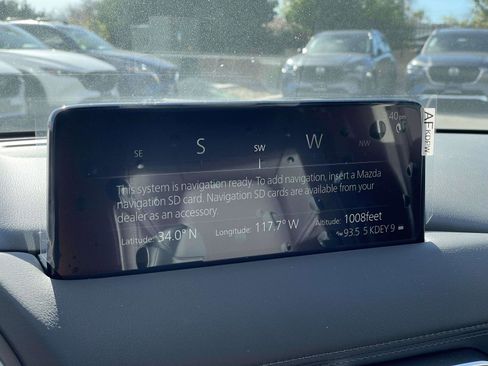 40pm
SE S SW W NW
This system is navigation ready. To add navigation, insert a Mazda
navigation SD card. Navigation SD cards are available from your
dealer as an accessory.
Latitude: 34.0° N Longitude: 117.7° W Altitude: 1008feet
93.5 5 KDEY 9